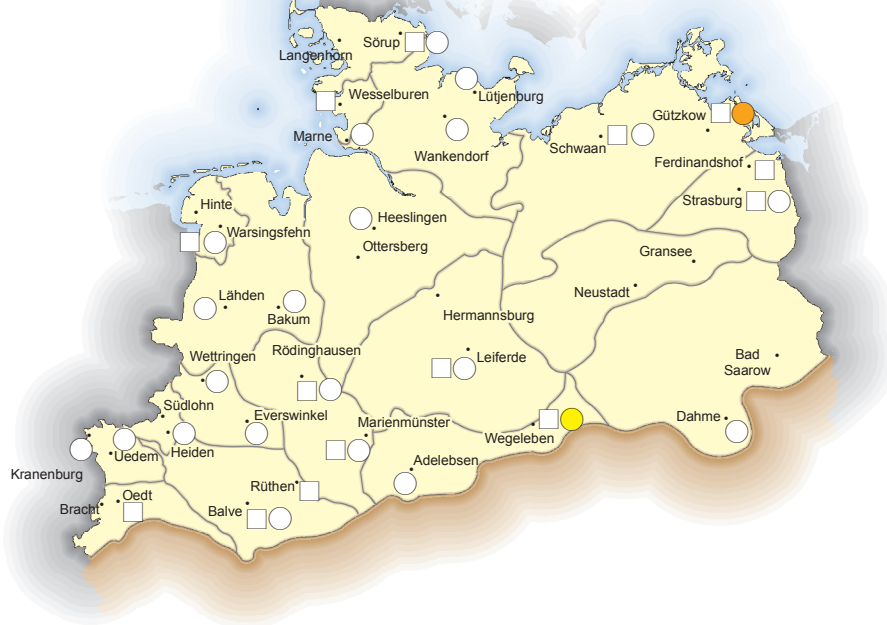 Sörup
Langenhorn
Wesselburen
Lütjenburg
Marne
Wankendorf
Gützkow
Schwaan
Ferdinandshof
Strasburg
Hinte
Warsingsfehn
Heeslingen
Ottersberg
Gransee
Neustadt
Lähden
Bakum
Hermannsburg
Wettringen
Rödinghausen
Leiferde
Bad
Saarow
Südlohn
Everswinkel
Marienmünster
Wegeleben
Dahme
Kranenburg
Uedem
Heiden
Adelebsen
Bracht
Oedt
Rüthen
Balve